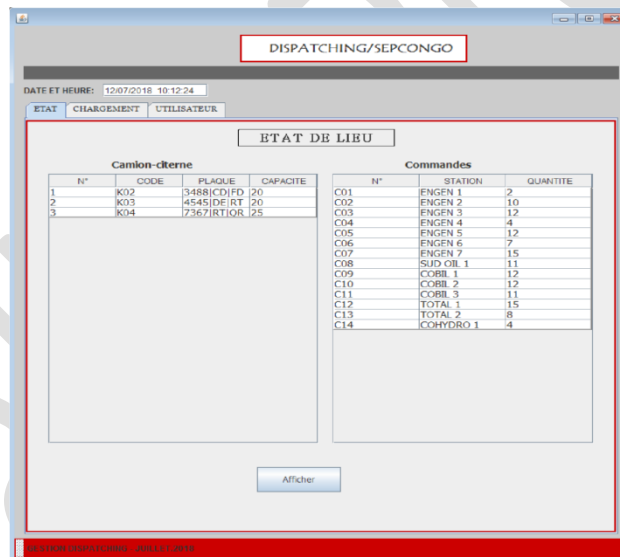 DISPATCHING/SEPCONGO
DATE ET HEURE: 12/07/2018 10:12:24
ETAT CHARGEMENT UTILISATEUR
ETAT DE LIEU
Camion-citerne
N° CODE PLAQUE CAPACITE
1 K02 3488|CD|FD 20
2 K03 4545|DE|RT 20
3 K04 7367|RT|OR 25
Commandes
N° STATION QUANTITE
C01 ENGEN 1 2
C02 ENGEN 2 10
C03 ENGEN 3 12
C04 ENGEN 4 4
C05 ENGEN 5 12
C06 ENGEN 6 7
C07 ENGEN 7 15
C08 SUD OIL 1 11
C09 COBIL 1 12
C10 COBIL 2 12
C11 COBIL 3 11
C12 TOTAL 1 15
C13 TOTAL 2 8
C14 COHYDRO 1 4
Afficher
GESTION DISPATCHING JUILLET 2018